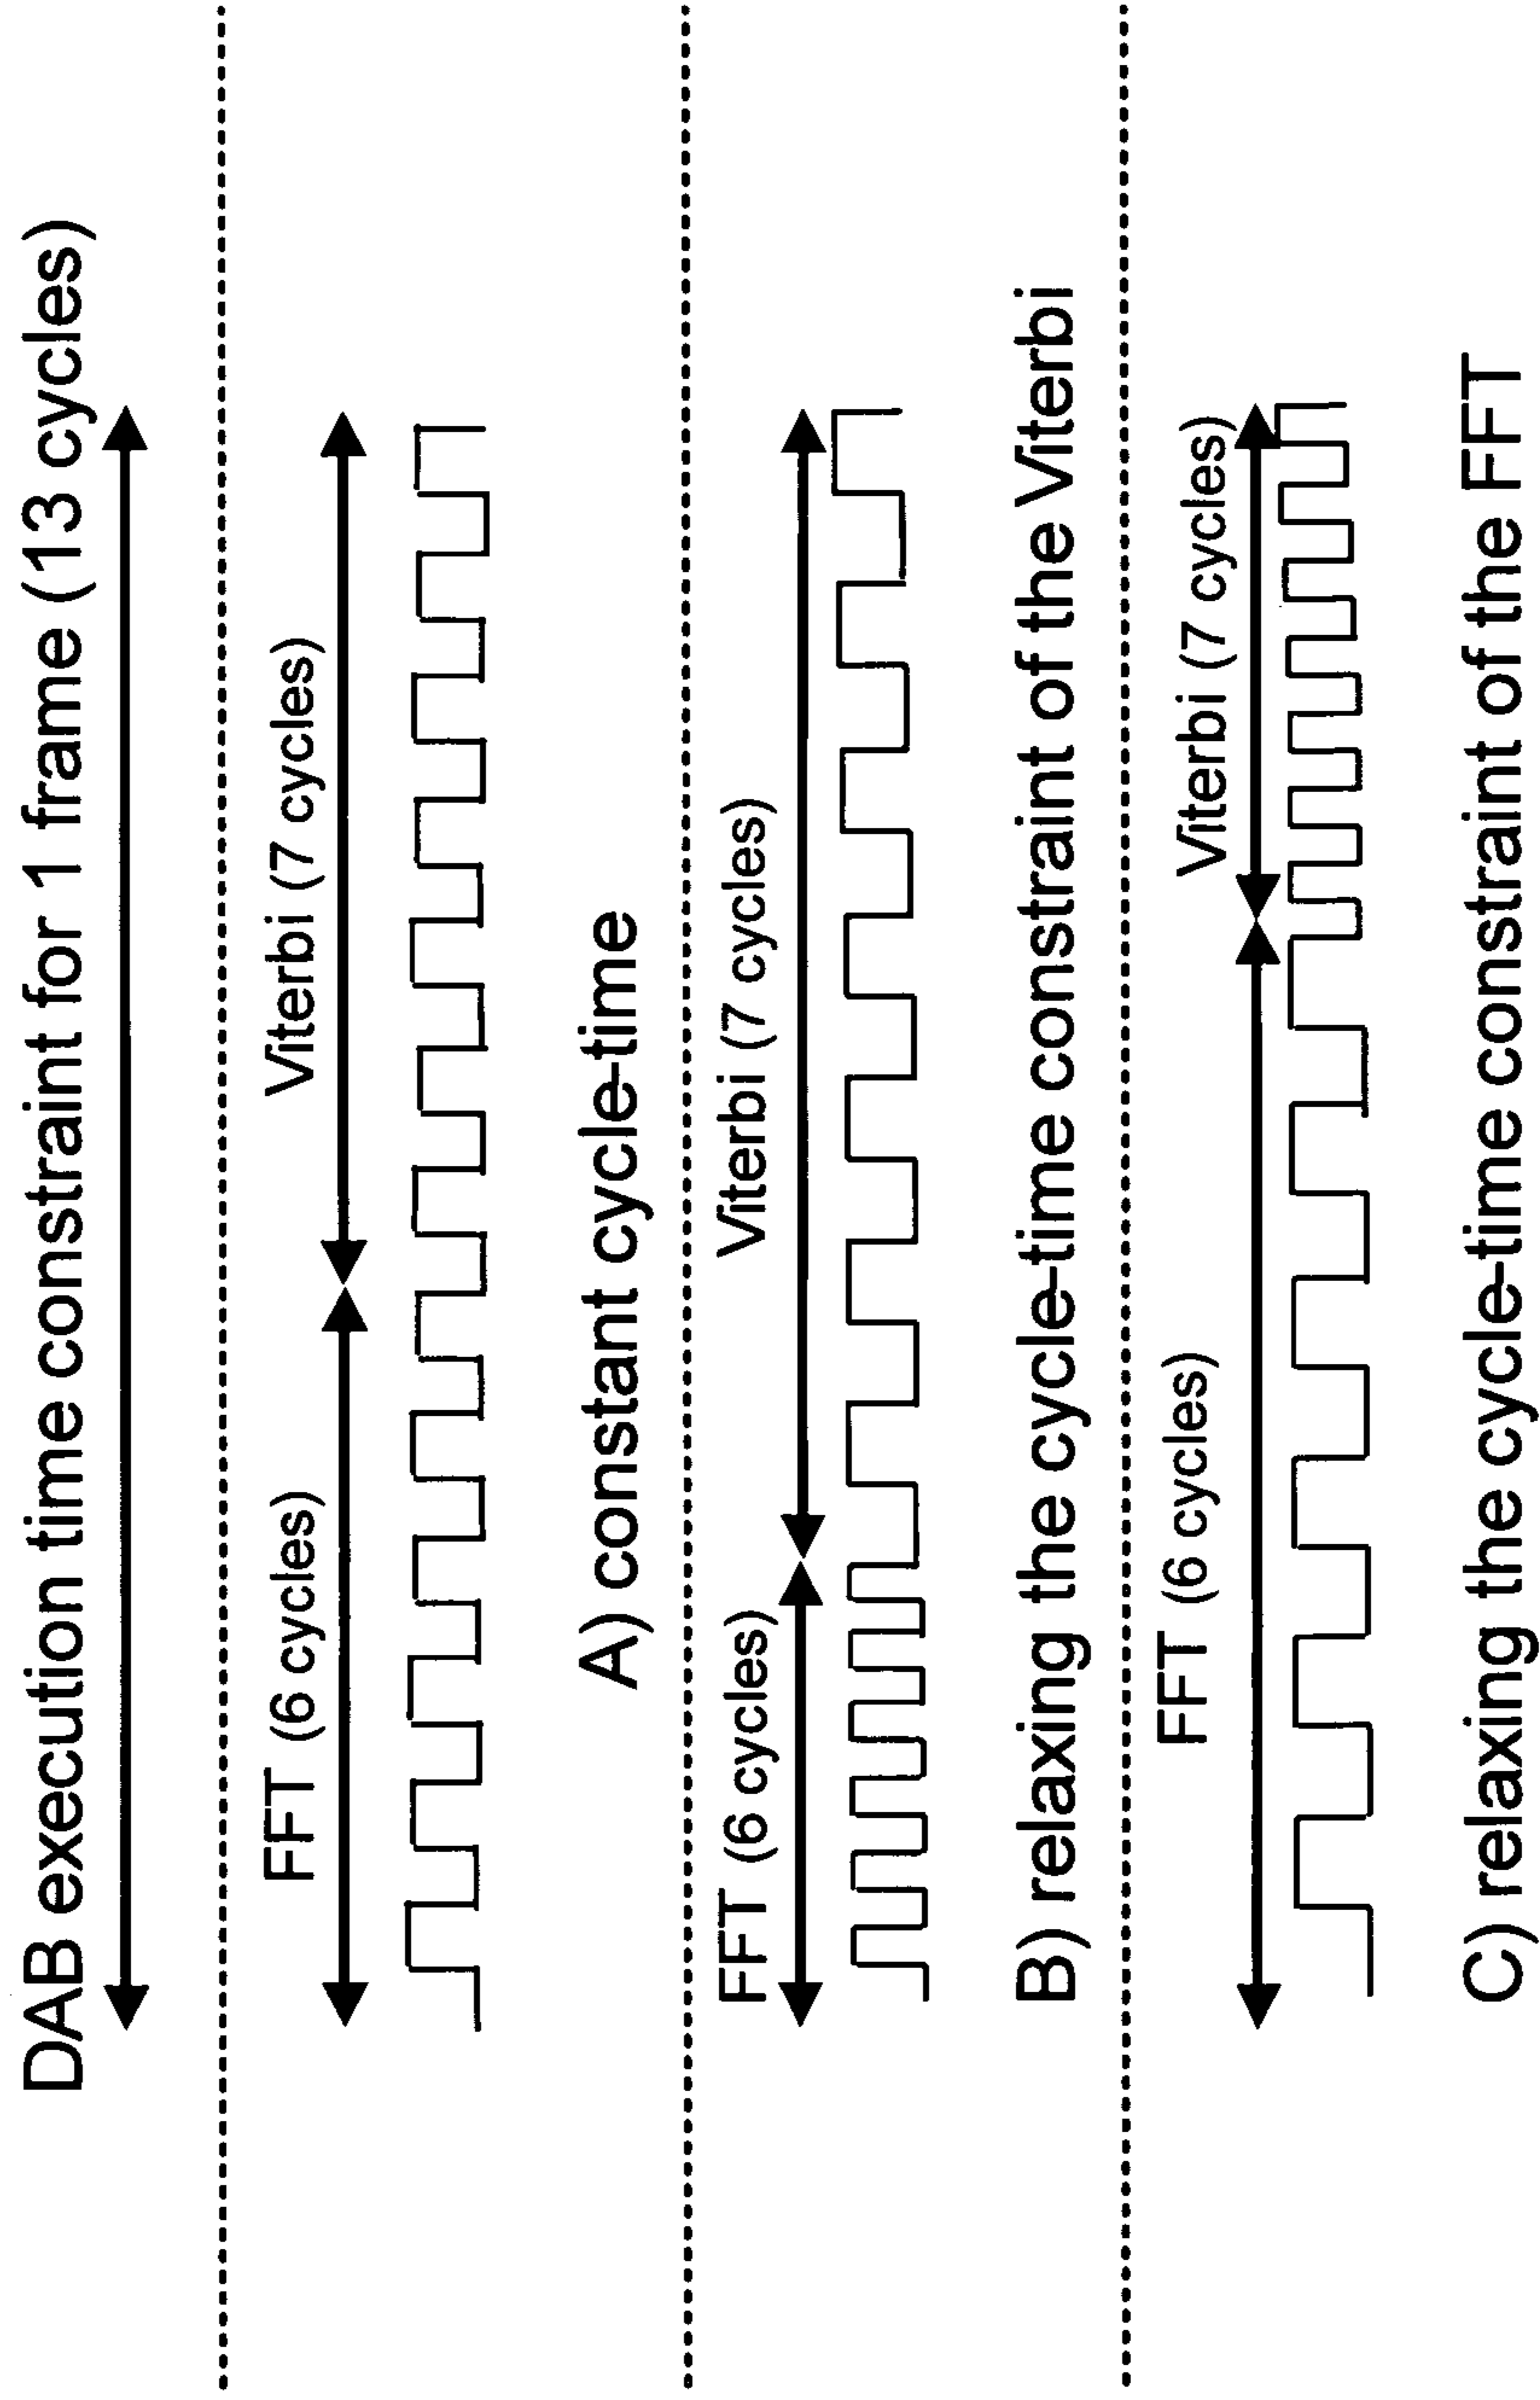 DAB execution time constraint for 1 frame (13 cycles)
FFT (6 cycles)
Viterbi (7 cycles)
A) constant cycle-time
FFT (6 cycles)
Viterbi (7 cycles)
B) relaxing the cycle-time constraint of the Viterbi
FFT (6 cycles)
Viterbi (7 cycles)
C) relaxing the cycle-time constraint of the FFT